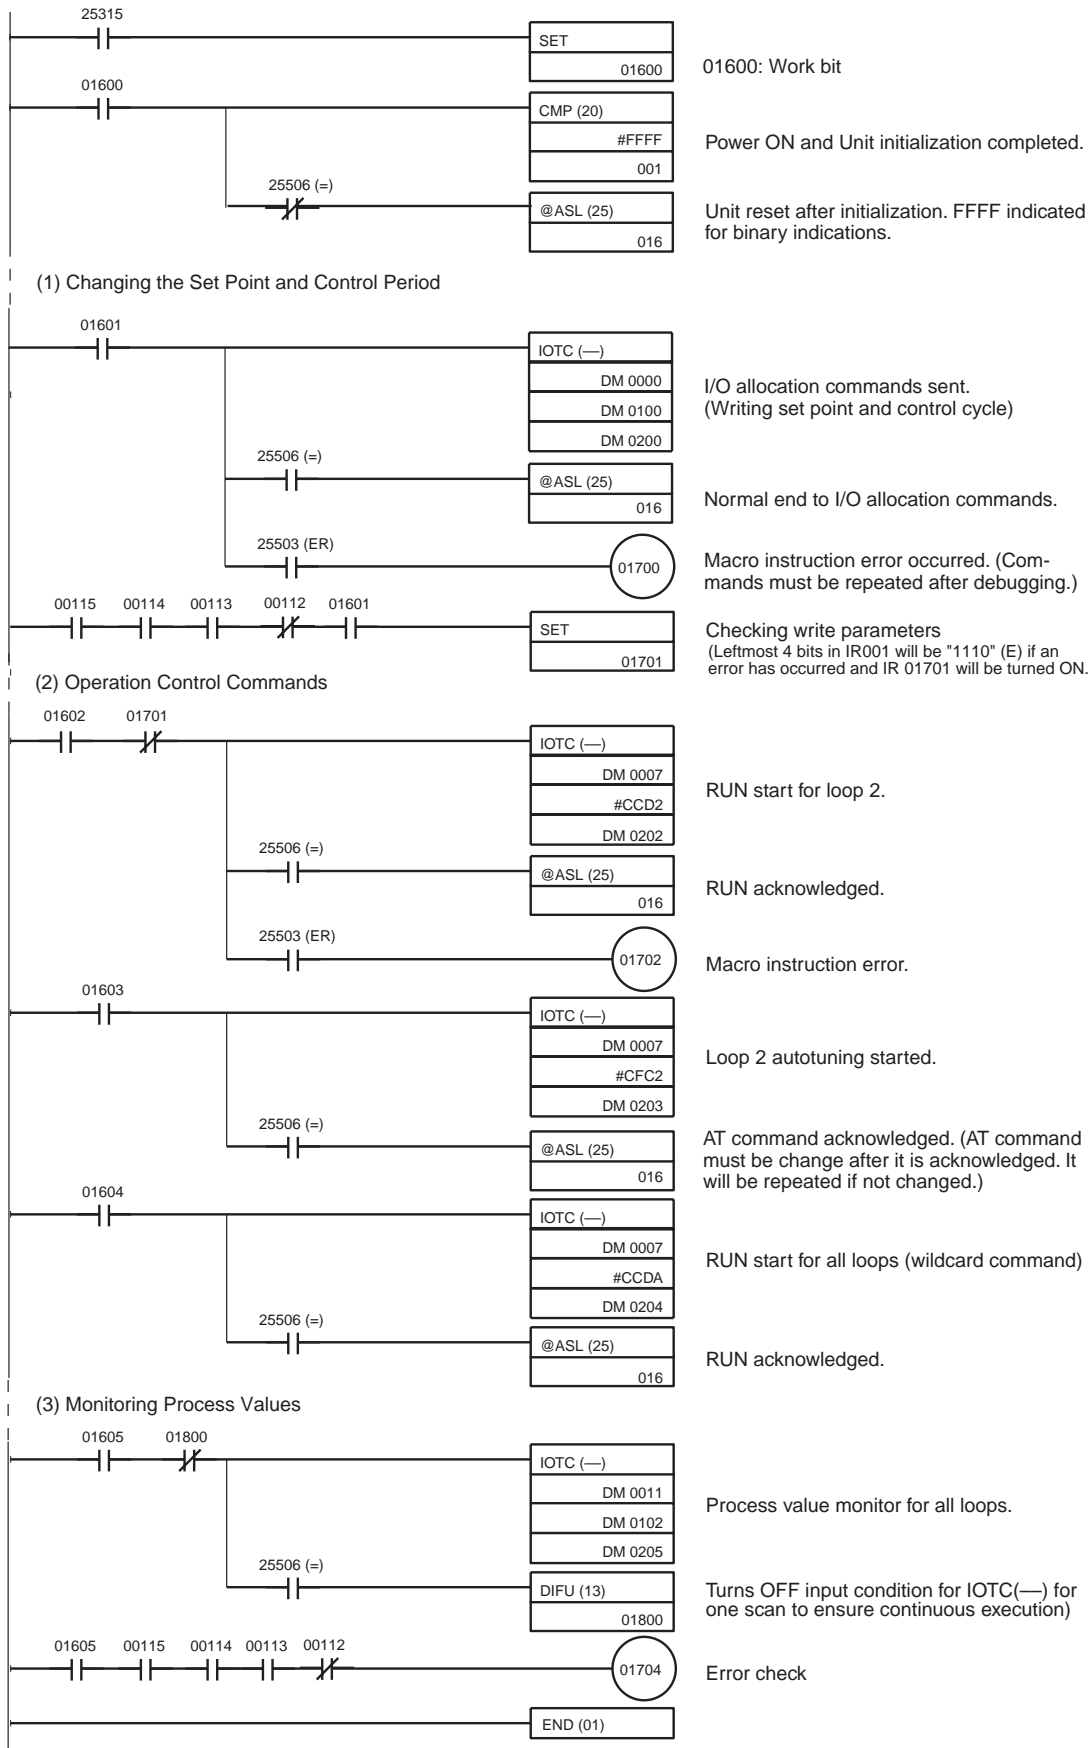 25315
SET
01600
01600: Work bit
01600
CMP (20)
#FFFF
001
Power ON and Unit initialization completed.
25506 (=)
@ASL (25)
016
Unit reset after initialization. FFFF indicated
for binary indications.
(1) Changing the Set Point and Control Period
01601
IOTC (––)
DM 0000
DM 0100
DM 0200
I/O allocation commands sent.
(Writing set point and control cycle)
25506 (=)
@ASL (25)
016
Normal end to I/O allocation commands.
25503 (ER)
01700
Macro instruction error occurred. (Com-
mands must be repeated after debugging.)
00115 00114 00113 00112 01601
SET
01701
Checking write parameters
(Leftmost 4 bits in IR001 will be "1110" (E) if an
error has occurred and IR 01701 will be turned ON.
(2) Operation Control Commands
01602 01701
IOTC (––)
DM 0007
#CCD2
DM 0202
RUN start for loop 2.
25506 (=)
@ASL (25)
016
RUN acknowledged.
25503 (ER)
01702
Macro instruction error.
01603
IOTC (––)
DM 0007
#CFC2
DM 0203
Loop 2 autotuning started.
25506 (=)
@ASL (25)
016
AT command acknowledged. (AT command
must be change after it is acknowledged. It
will be repeated if not changed.)
01604
IOTC (––)
DM 0007
#CCDA
DM 0204
RUN start for all loops (wildcard command)
25506 (=)
@ASL (25)
016
RUN acknowledged.
(3) Monitoring Process Values
01605 01800
IOTC (––)
DM 0011
DM 0102
DM 0205
Process value monitor for all loops.
25506 (=)
DIFU (13)
01800
Turns OFF input condition for IOTC(––) for
one scan to ensure continuous execution)
01605 00115 00114 00113 00112
01704
Error check
END (01)